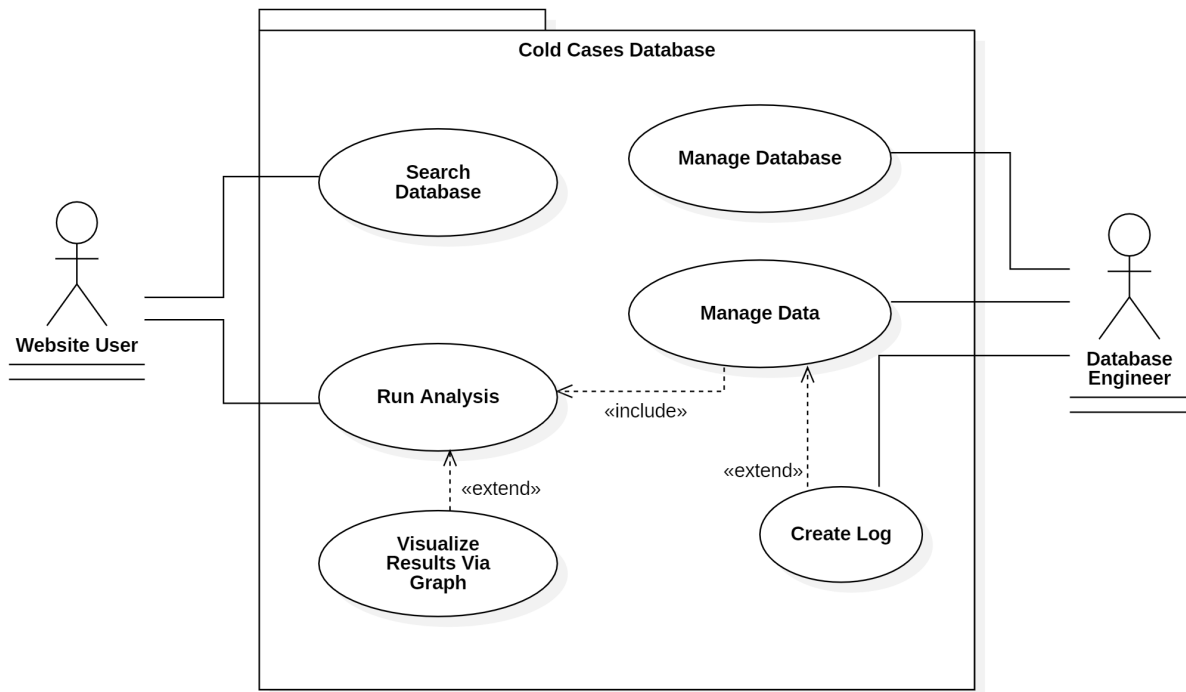 Cold Cases Database
Search
Database
Manage Database
Manage Data
Website User
Database
Engineer
Run Analysis
«include»
«extend»
«extend»
Visualize
Results Via
Graph
Create Log